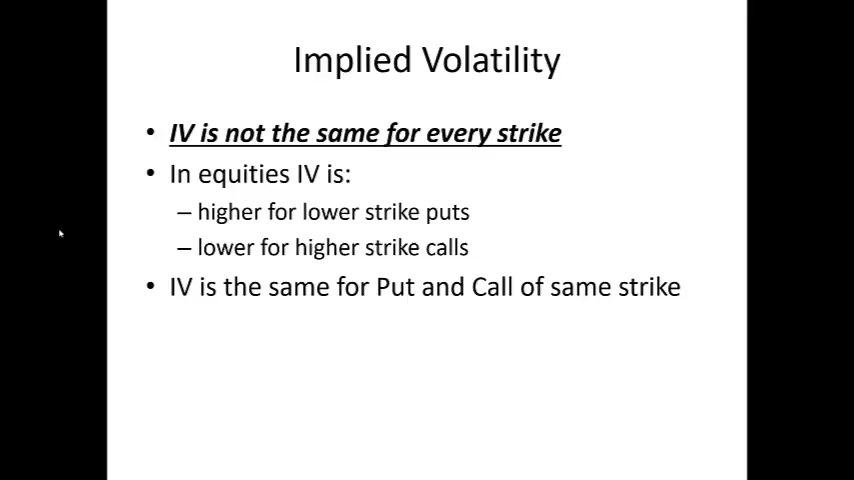 Implied Volatility
• IV is not the same for every strike
• In equities IV is:
– higher for lower strike puts
– lower for higher strike calls
• IV is the same for Put and Call of same strike